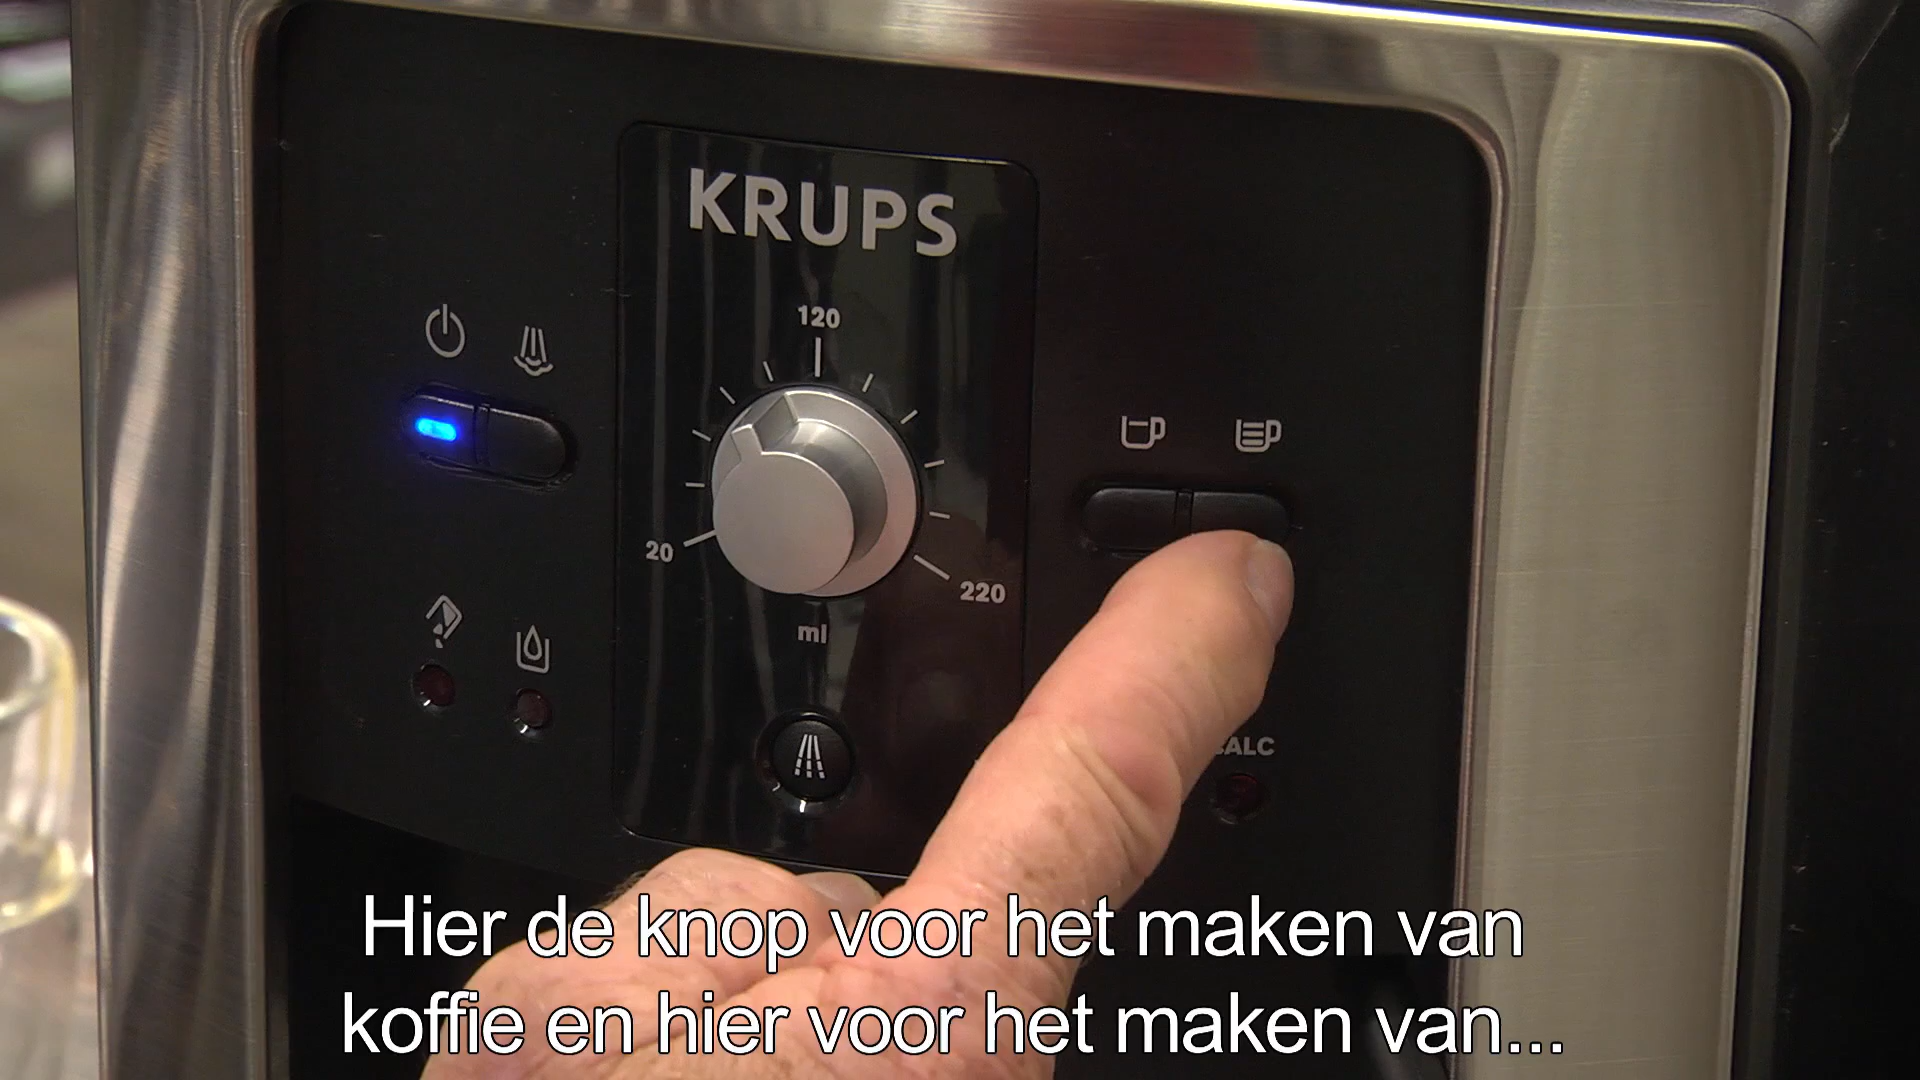 KRUPS
120
20
220
ml
CALC
Hier de knop voor het maken van
koffie en hier voor het maken van...